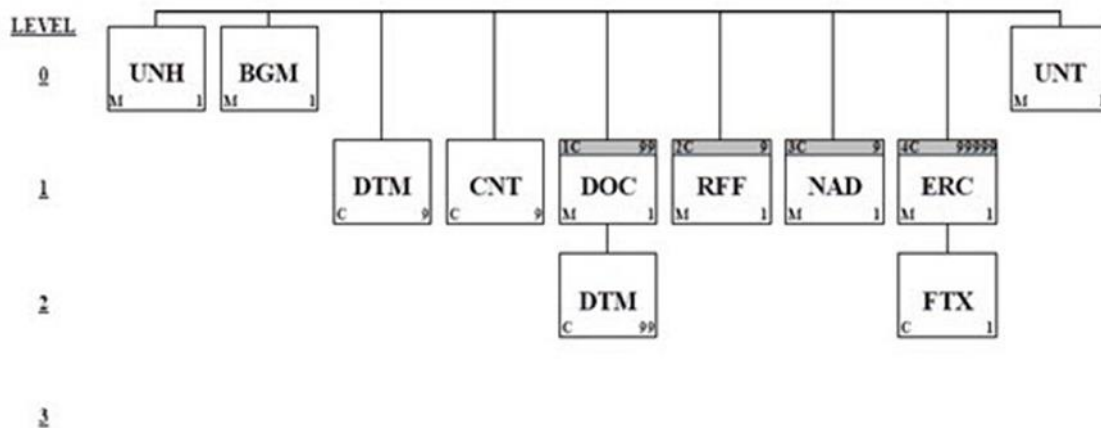 LEVEL
0
UNH
M 1
BGM
M 1
UNT
M 1
1
DTM
C 9
CNT
C 9
1C 99
DOC
M 1
2C 9
RFF
M 1
3C 9
NAD
M 1
4C 99999
ERC
M 1
2
DTM
C 99
FTX
C 1
3